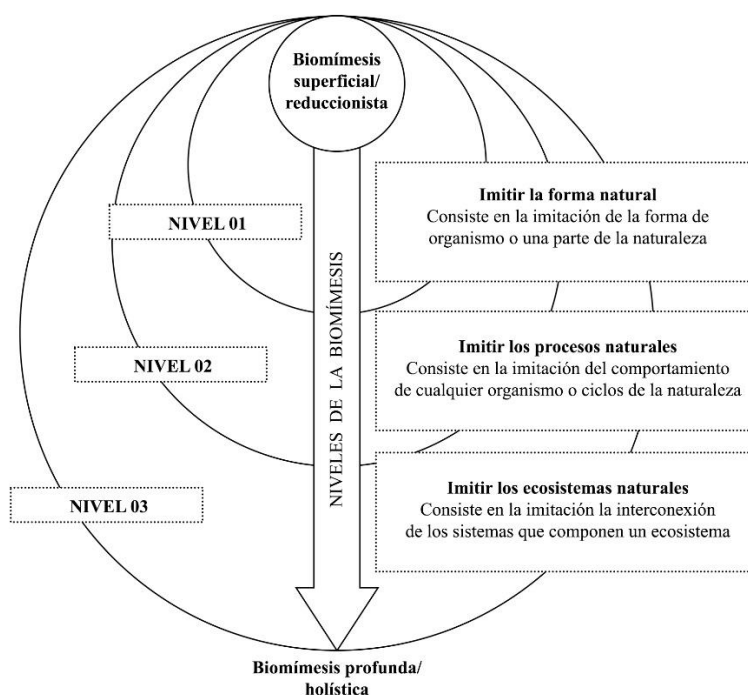 Biomímesis
superficial/
reduccionista
NIVELES DE LA BIOMÍMESIS
NIVEL 01
Imitir la forma natural
Consiste en la imitación de la forma de
organismo o una parte de la naturaleza
NIVEL 02
Imitir los procesos naturales
Consiste en la imitación del comportamiento
de cualquier organismo o ciclos de la naturaleza
NIVEL 03
Imitir los ecosistemas naturales
Consiste en la imitación la interconexión
de los sistemas que componen un ecosistema
Biomímesis profunda/
holística